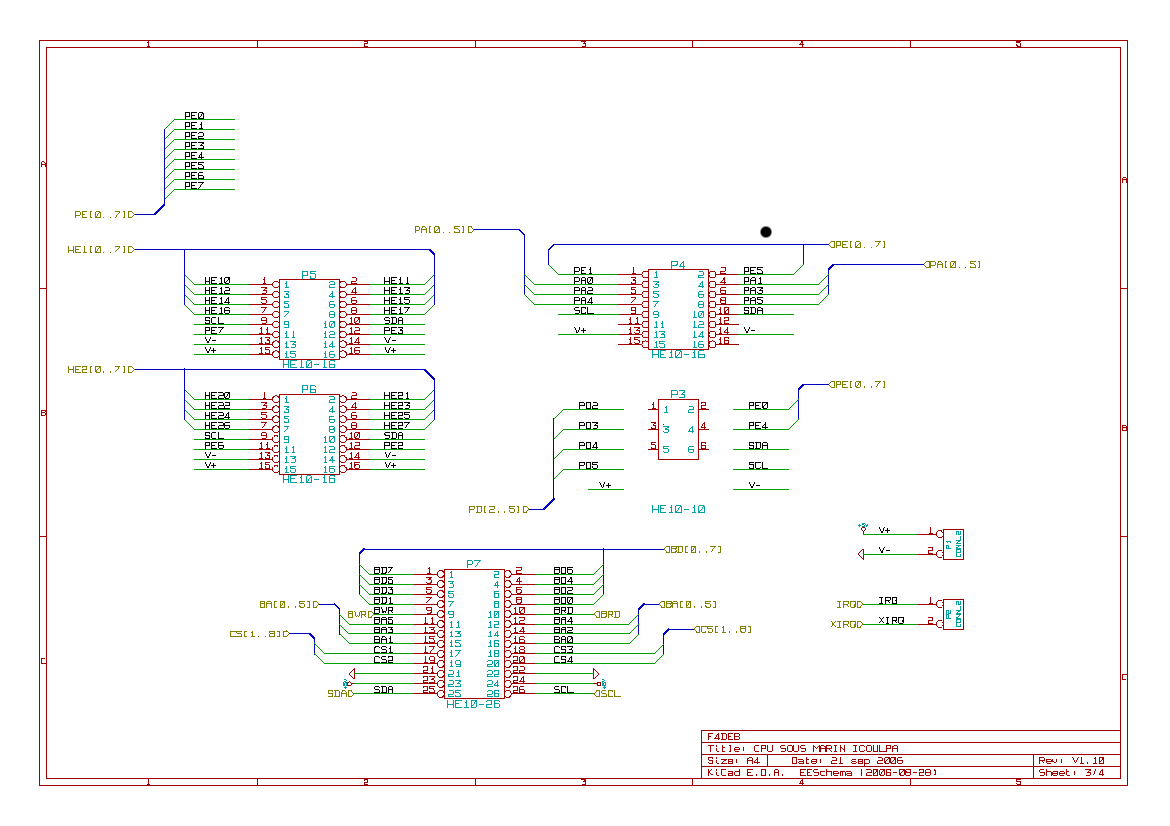 1 2 3 4 5
A
A
B
B
C
C
PE0
PE1
PE2
PE3
PE4
PE5
PE6
PE7
PE[0..7]
HE1[0..7]
P5
HE10 1 1 2 2 HE11
HE12 3 3 4 4 HE13
HE14 5 5 6 6 HE15
HE16 7 7 8 8 HE17
SCL 9 9 10 10 SDA
PE7 11 11 12 12 PE3
V- 13 13 14 14 V-
V+ 15 15 16 16 V+
HE10-16
HE2[0..7]
P6
HE20 1 1 2 2 HE21
HE22 3 3 4 4 HE23
HE24 5 5 6 6 HE25
HE26 7 7 8 8 HE27
SCL 9 9 10 10 SDA
PE6 11 11 12 12 PE2
V- 13 13 14 14 V-
V+ 15 15 16 16 V+
HE10-16
PA[0..5]
PE[0..7]
PA[0..5]
P4
PE1 1 1 2 2 PE5
PA0 3 3 4 4 PA1
PA2 5 5 6 6 PA3
PA4 7 7 8 8 PA5
SCL 9 9 10 10 SDA
11 11 12 12
V+ 13 13 14 14 V-
15 15 16 16
HE10-16
PE[0..7]
P3
PD2 1 1 2 2 PE0
PD3 3 3 4 4 PE4
PD4 5 5 6 6 SDA
PD5 SCL
V+ V-
PD[2..5]
HE10-10
BD[0..7]
P7
BD7 1 1 2 2 BD6
BD5 3 3 4 4 BD4
BD3 5 5 6 6 BD2
BD1 7 7 8 8 BD0
BA[0..5] BA[0..5]
BWR BWR 9 9 10 10 BRD BRD
BA5 11 11 12 12 BA4
BA3 13 13 14 14 BA2
CS[1..8] CS[1..8]
BA1 15 15 16 16 BA0
CS1 17 17 18 18 CS3
CS2 19 19 20 20 CS4
21 21 22 22
23 23 24 24
SDA SDA 25 25 26 26 SCL SCL
HE10-26
+5V
V+ 1
V- 2
P1
CONN_2
IRQ IRQ 1
XIRQ XIRQ 2
P2
CONN_2
F4DEB
Title: CPU SOUS MARIN ICOULPA
Size: A4 Date: 21 sep 2006 Rev: V1.10
KiCad E.D.A. EESchema (2006-09-28) Sheet: 3/4
1 2 3 4 5